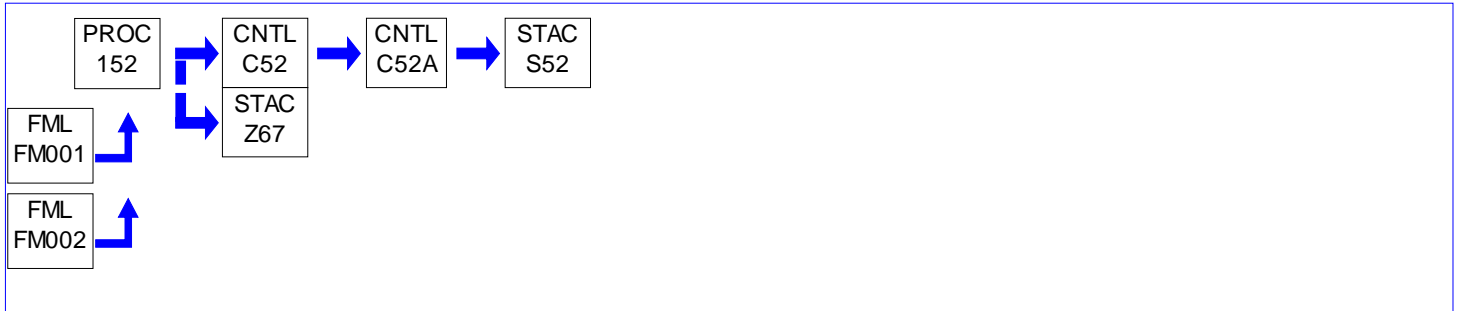 PROC
152
CNTL
C52
CNTL
C52A
STAC
S52
STAC
Z67
FML
FM001
FML
FM002